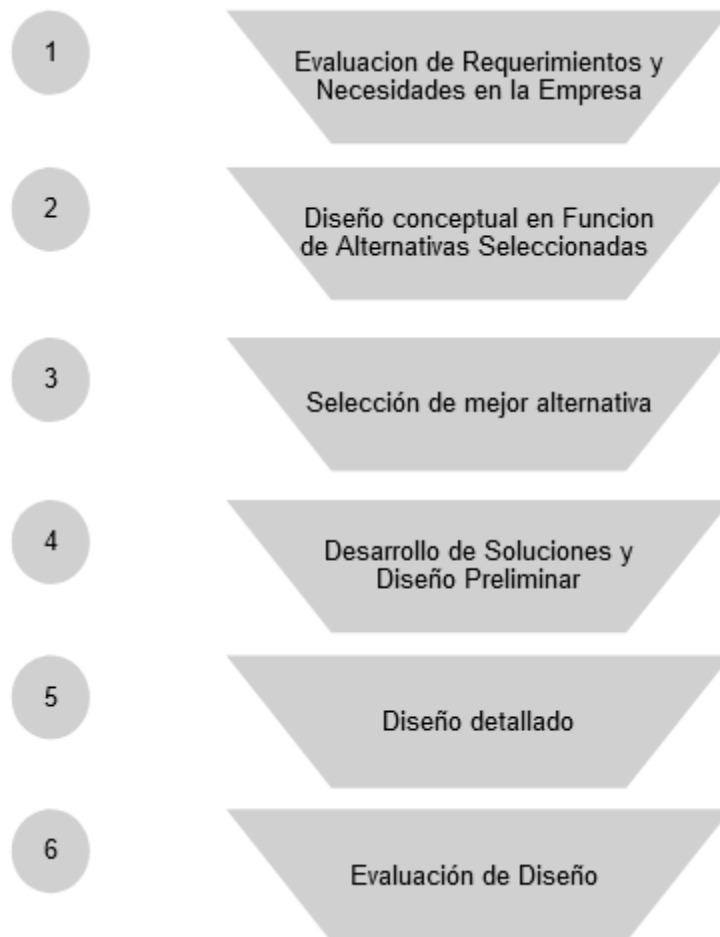 1
Evaluacion de Requerimientos y
Necesidades en la Empresa
2
Diseño conceptual en Funcion
de Alternativas Seleccionadas
3
Selección de mejor alternativa
4
Desarrollo de Soluciones y
Diseño Preliminar
5
Diseño detallado
6
Evaluación de Diseño